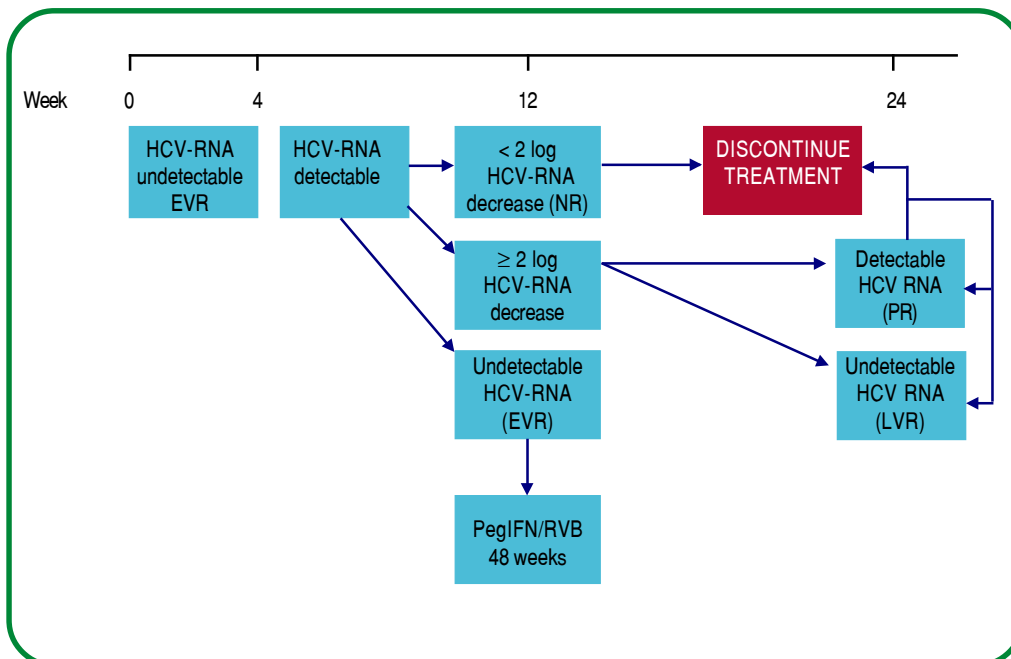 Week
0
4
12
24
HCV-RNA
undetectable
EVR
HCV-RNA
detectable
< 2 log
HCV-RNA
decrease (NR)
DISCONTINUE
TREATMENT
≥ 2 log
HCV-RNA
decrease
Detectable
HCV RNA
(PR)
Undetectable
HCV-RNA
(EVR)
Undetectable
HCV RNA
(LVR)
PegIFN/RVB
48 weeks